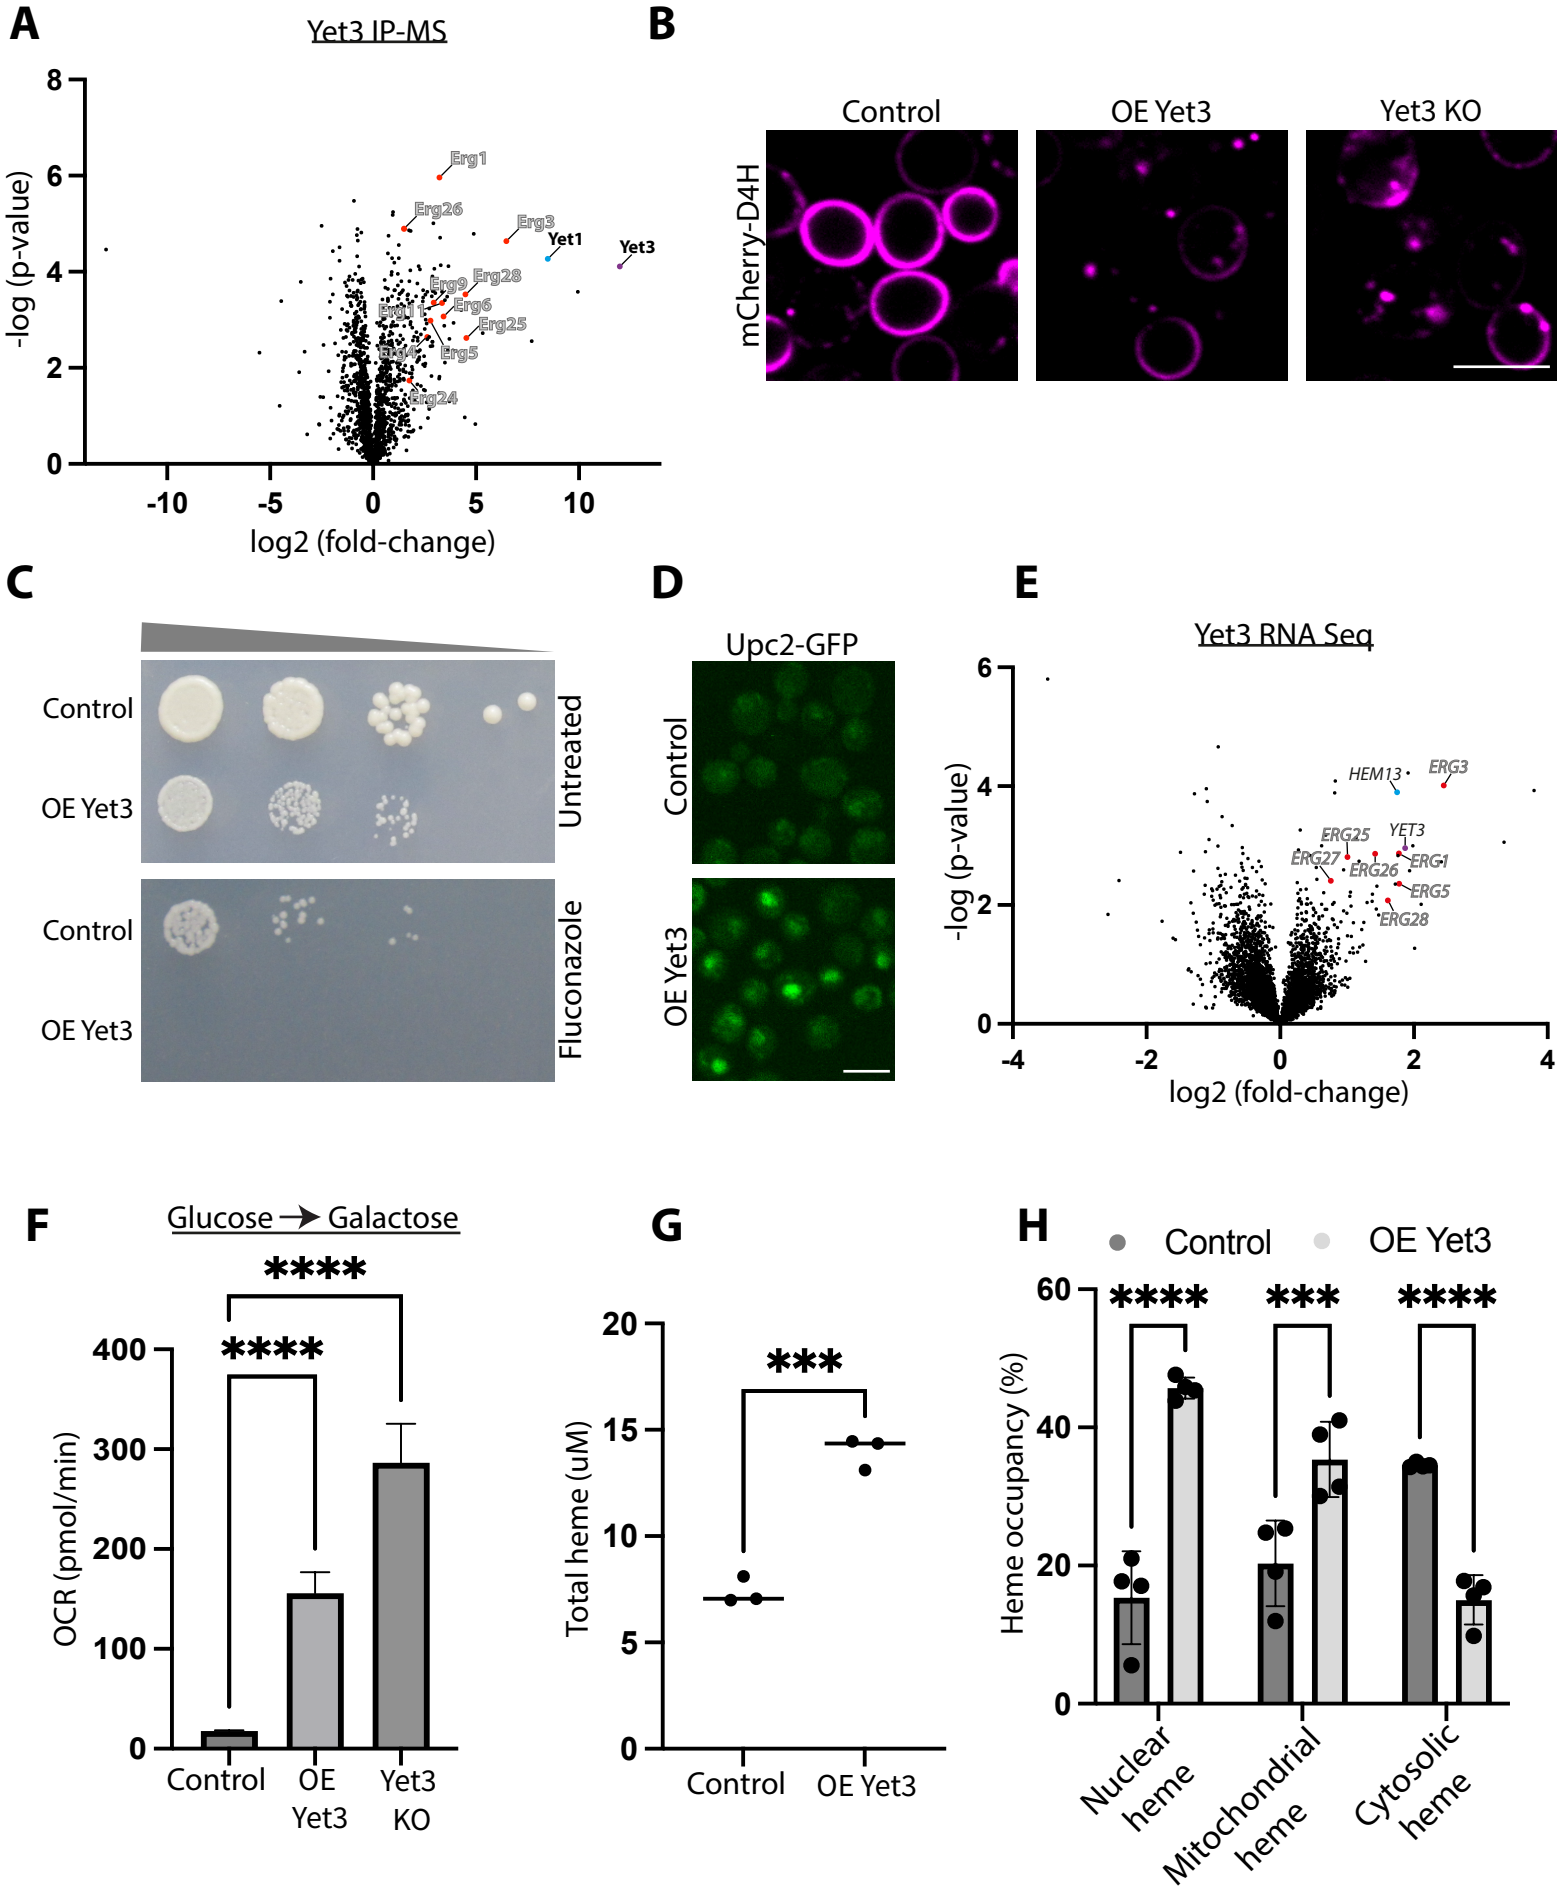 A
Yet3 IP-MS
8
6
4
2
0
-log (p-value)
Erg1
Erg26
Erg3
Yet1
Yet3
Erg28
Erg9
Erg11
Erg6
Erg25
Erg4
Erg5
Erg24
-10
-5
0
5
10
log2 (fold-change)
B
Control
OE Yet3
Yet3 KO
mCherry-D4H
C
Control
OE Yet3
Untreated
Control
OE Yet3
Fluconazole
D
Upc2-GFP
Control
OE Yet3
E
Yet3 RNA Seq
6
4
2
0
-log (p-value)
HEM13
ERG3
ERG25
YET3
ERG27
ERG26
ERG1
ERG5
ERG28
-4
-2
0
2
4
log2 (fold-change)
F
Glucose → Galactose
****
****
400
300
200
100
0
OCR (pmol/min)
Control
OE
Yet3
Yet3
KO
G
20
15
10
5
0
Total heme (uM)
***
Control
OE Yet3
H
Control
OE Yet3
60
40
20
0
Heme occupancy (%)
****
***
****
Nuclear
heme
Mitochondrial
heme
Cytosolic
heme